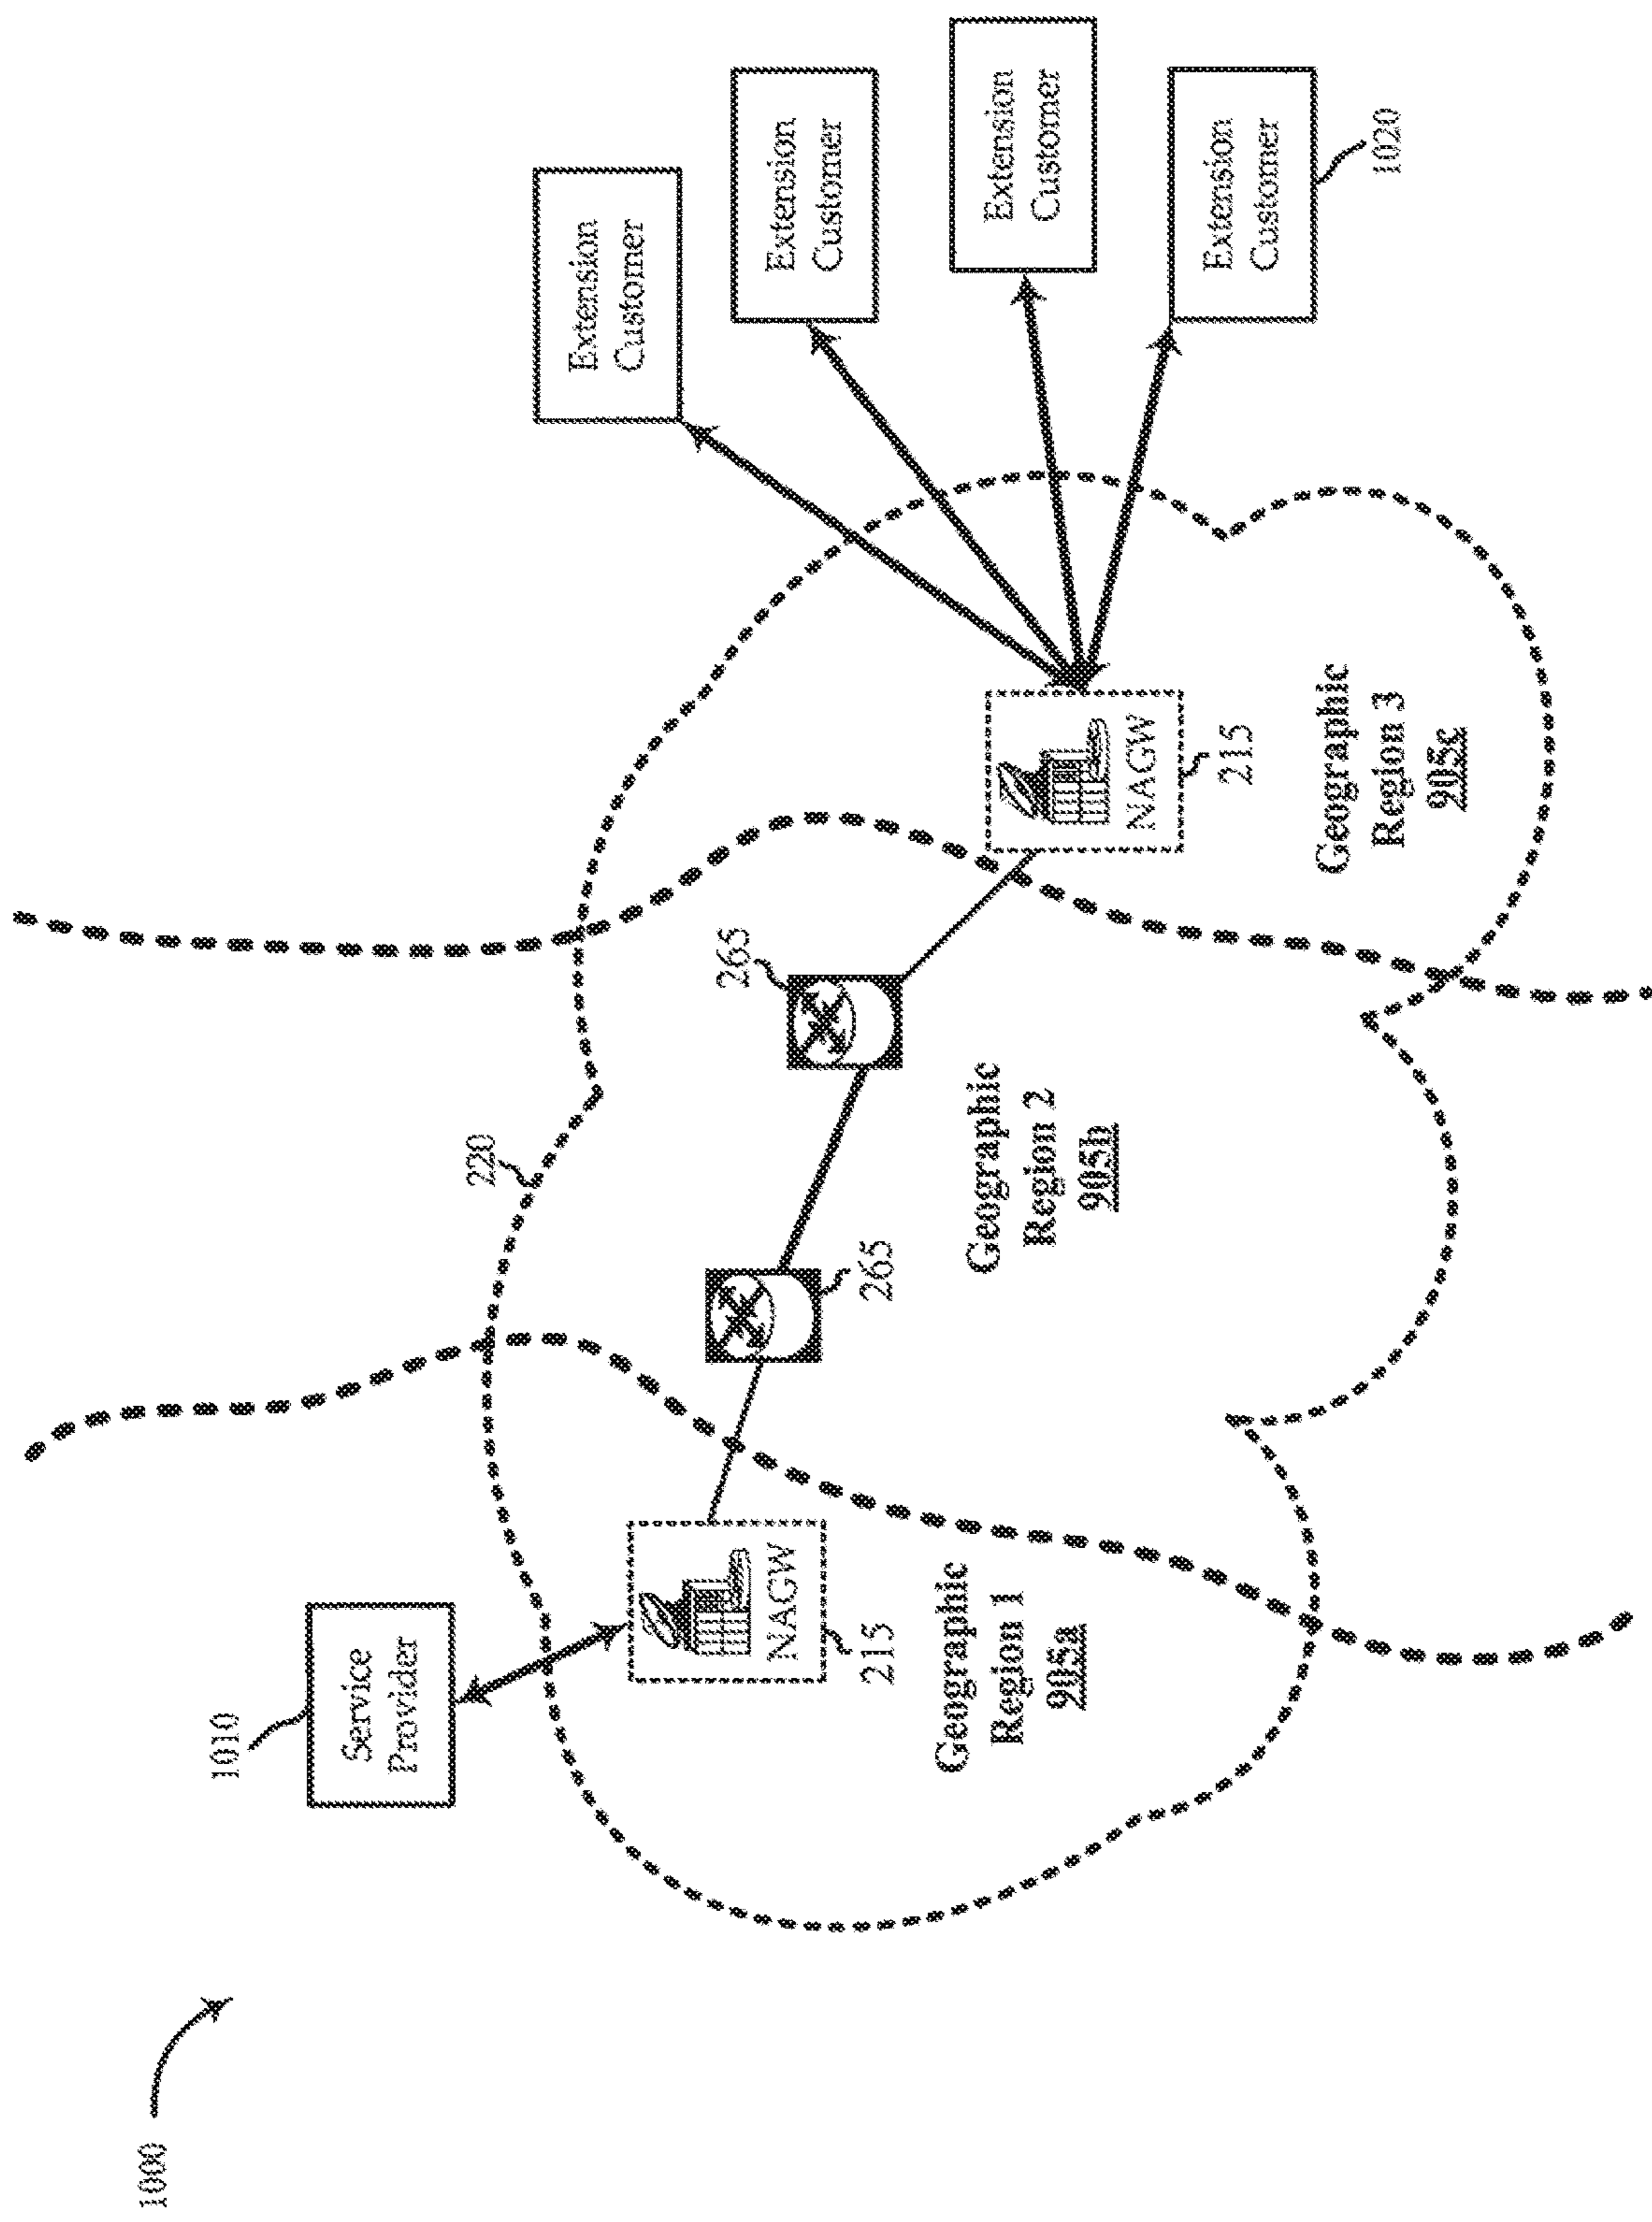 1000
1010
Service
Provider
220
265
265
NAGW
215
NAGW
215
Geographic
Region 1
905a
Geographic
Region 2
905b
Geographic
Region 3
905c
Extension
Customer
Extension
Customer
Extension
Customer
Extension
Customer
1020